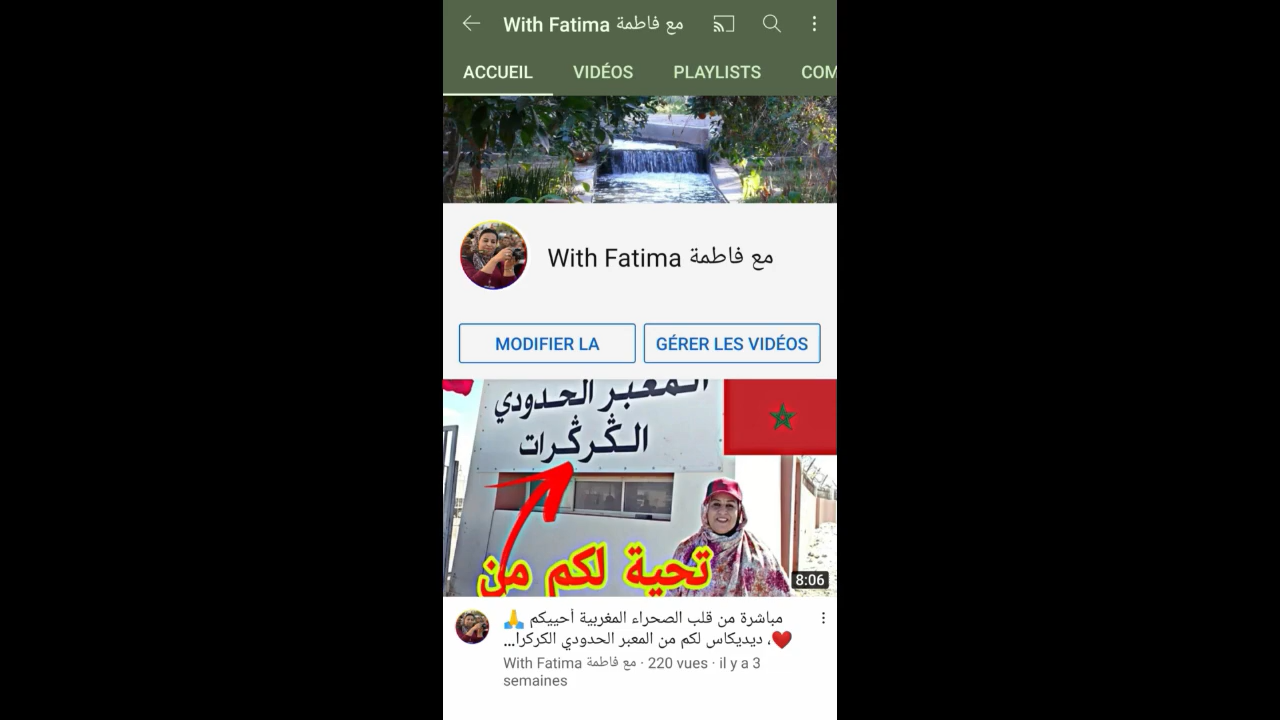 With Fatima مع فاطمة
ACCUEIL VIDÉOS PLAYLISTS COM
With Fatima مع فاطمة
MODIFIER LA GÉRER LES VIDÉOS
المعبر الحدودي
الݣرݣرات
تحية لكم من
8:06
مباشرة من قلب الصحراء المغربية أحييكم 🙏
❤️، ديديكاس لكم من المعبر الحدودي الكركرا...
With Fatima مع فاطمة · 220 vues · il y a 3
semaines